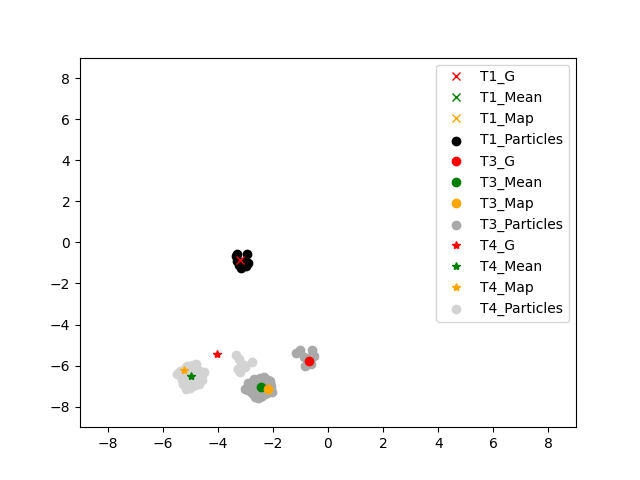 8
6
4
2
0
−2
−4
−6
−8
−8 −6 −4 −2 0 2 4 6 8
T1_G
T1_Mean
T1_Map
T1_Particles
T3_G
T3_Mean
T3_Map
T3_Particles
T4_G
T4_Mean
T4_Map
T4_Particles